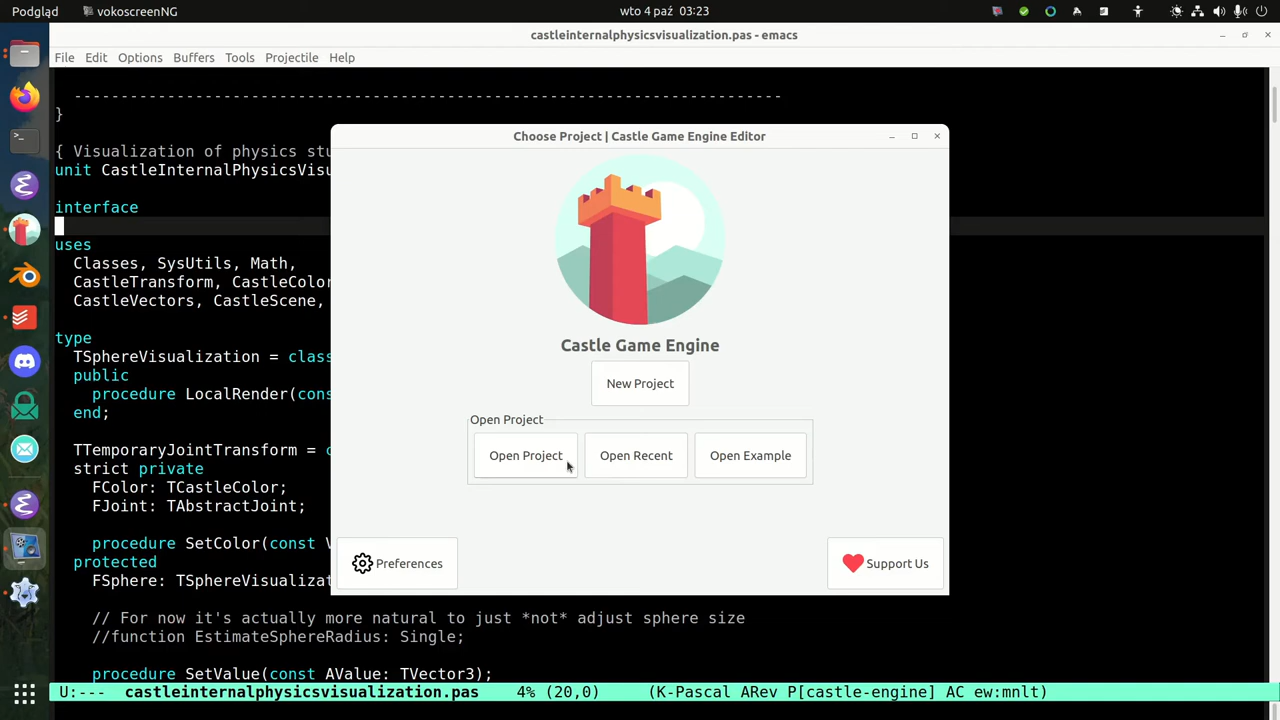 Podgląd vokoscreenNG wto 4 paź 03:23
castleinternalphysicsvisualization.pas - emacs
File Edit Options Buffers Tools Projectile Help
------------------------------------------------------------------------------
}
{ Visualization of physics stu
unit CastleInternalPhysicsVisu
interface
uses
Classes, SysUtils, Math,
CastleTransform, CastleColor
CastleVectors, CastleScene,
type
TSphereVisualization = class
public
procedure LocalRender(cons
end;
TTemporaryJointTransform = c
strict private
FColor: TCastleColor;
FJoint: TAbstractJoint;
procedure SetColor(const V
protected
FSphere: TSphereVisualizat
// For now it's actually more natural to just *not* adjust sphere size
//function EstimateSphereRadius: Single;
procedure SetValue(const AValue: TVector3);
U:--- castleinternalphysicsvisualization.pas 4% (20,0) (K-Pascal ARev P[castle-engine] AC ew:mnlt)
Choose Project | Castle Game Engine Editor
Castle Game Engine
New Project
Open Project
Open Project Open Recent Open Example
Preferences Support Us